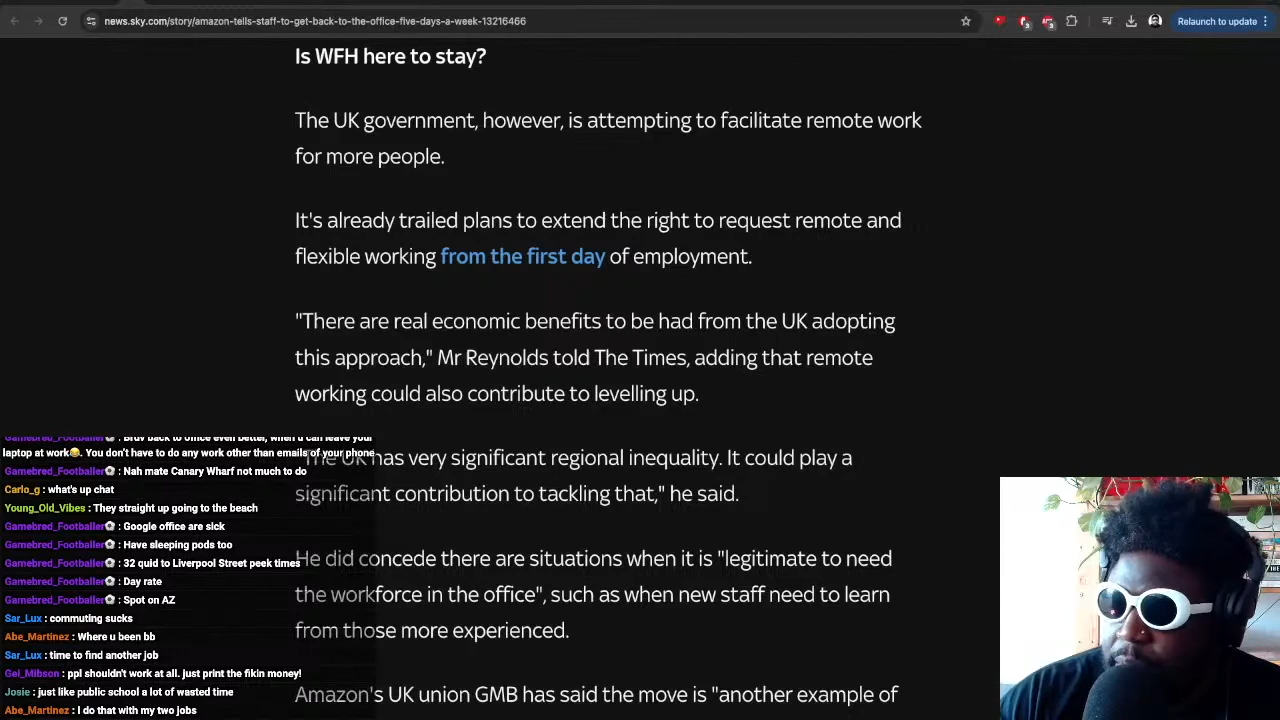 news.sky.com/story/amazon-tells-staff-to-get-back-to-the-office-five-days-a-week-13216466
Relaunch to update
Is WFH here to stay?
The UK government, however, is attempting to facilitate remote work
for more people.
It's already trailed plans to extend the right to request remote and
flexible working from the first day of employment.
"There are real economic benefits to be had from the UK adopting
this approach," Mr Reynolds told The Times, adding that remote
working could also contribute to levelling up.
"The UK has very significant regional inequality. It could play a
significant contribution to tackling that," he said.
He did concede there are situations when it is "legitimate to need
the workforce in the office", such as when new staff need to learn
from those more experienced.
Amazon's UK union GMB has said the move is "another example of
Gamebred_Footballer : Bruv back to office even better, when u can leave your
laptop at work😂. You don't have to do any work other than emails of your phone
Gamebred_Footballer⚽ : Nah mate Canary Wharf not much to do
Carlo_g : what's up chat
Young_Old_Vibes : They straight up going to the beach
Gamebred_Footballer⚽ : Google office are sick
Gamebred_Footballer⚽ : Have sleeping pods too
Gamebred_Footballer⚽ : 32 quid to Liverpool Street peek times
Gamebred_Footballer⚽ : Day rate
Gamebred_Footballer⚽ : Spot on AZ
Sar_Lux : commuting sucks
Abe_Martinez : Where u been bb
Sar_Lux : time to find another job
Gel_Mibson : ppl shouldn't work at all. Just print the fikin money!
Josie : just like public school a lot of wasted time
Abe_Martinez : I do that with my two jobs